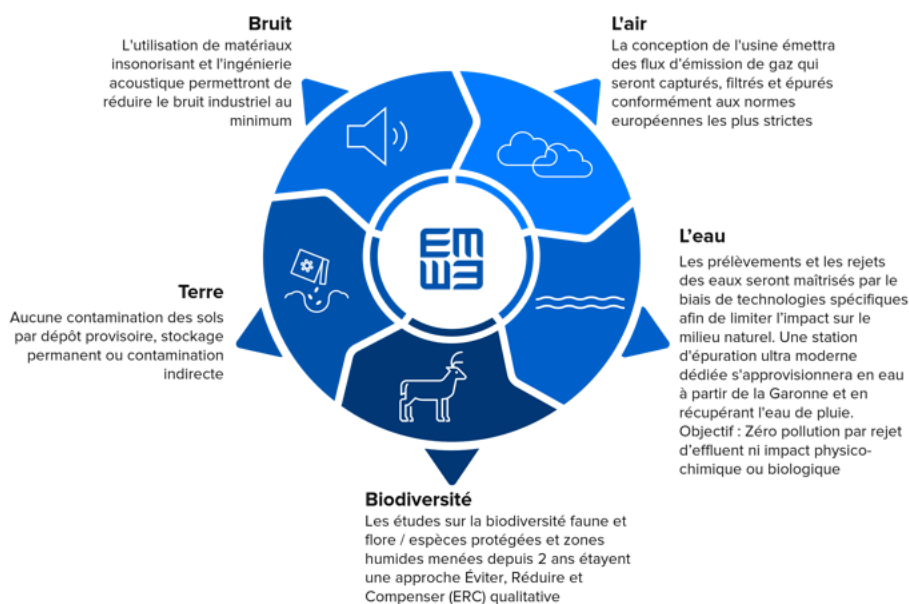 Bruit
L'utilisation de matériaux
insonorisant et l'ingénierie
acoustique permettront de
réduire le bruit industriel au
minimum
L'air
La conception de l'usine émettra
des flux d'émission de gaz qui
seront capturés, filtrés et épurés
conformément aux normes
européennes les plus strictes
L'eau
Les prélèvements et les rejets
des eaux seront maîtrisés par le
biais de technologies spécifiques
afin de limiter l'impact sur le
milieu naturel. Une station
d'épuration ultra moderne
dédiée s'approvisionnera en eau
à partir de la Garonne et en
récupérant l'eau de pluie.
Objectif : Zéro pollution par rejet
d'effluent ni impact physico-
chimique ou biologique
Terre
Aucune contamination des sols
par dépôt provisoire, stockage
permanent ou contamination
indirecte
EM
Biodiversité
Les études sur la biodiversité faune et
flore / espèces protégées et zones
humides menées depuis 2 ans étayent
une approche Éviter, Réduire et
Compenser (ERC) qualitative